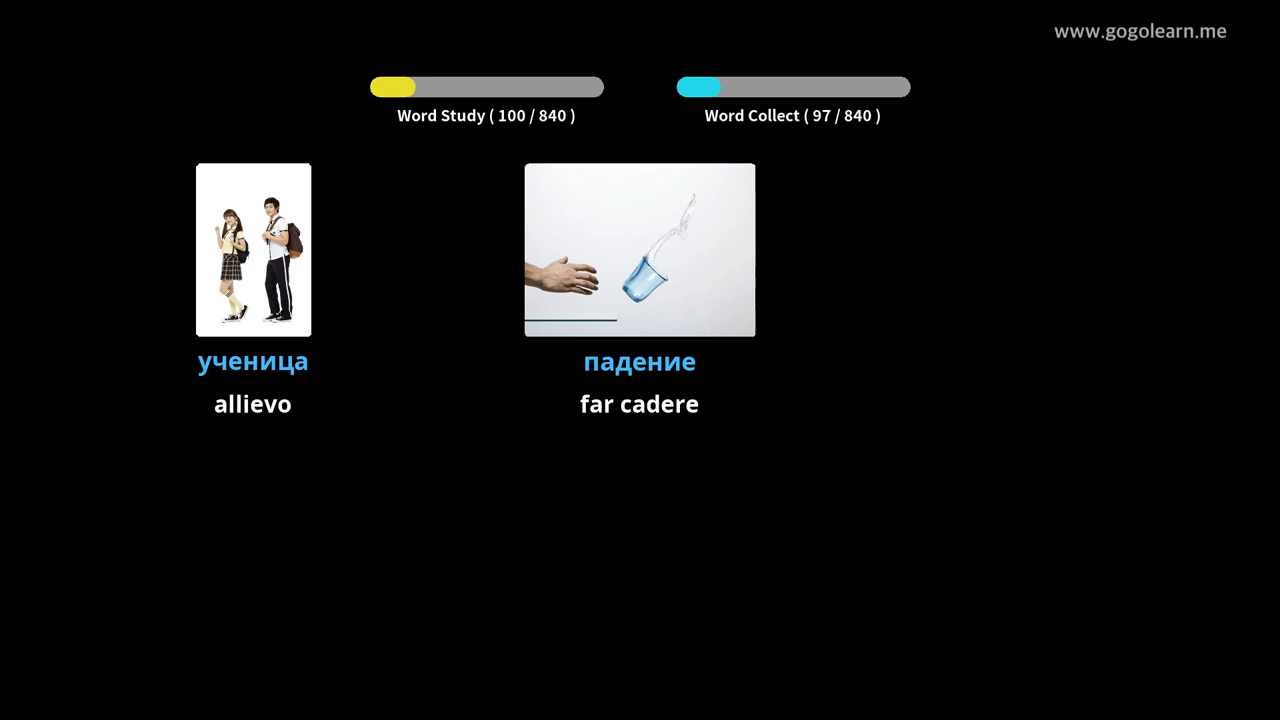 www.gogolearn.me
Word Study ( 100 / 840 )
Word Collect ( 97 / 840 )
ученица
allievo
падение
far cadere